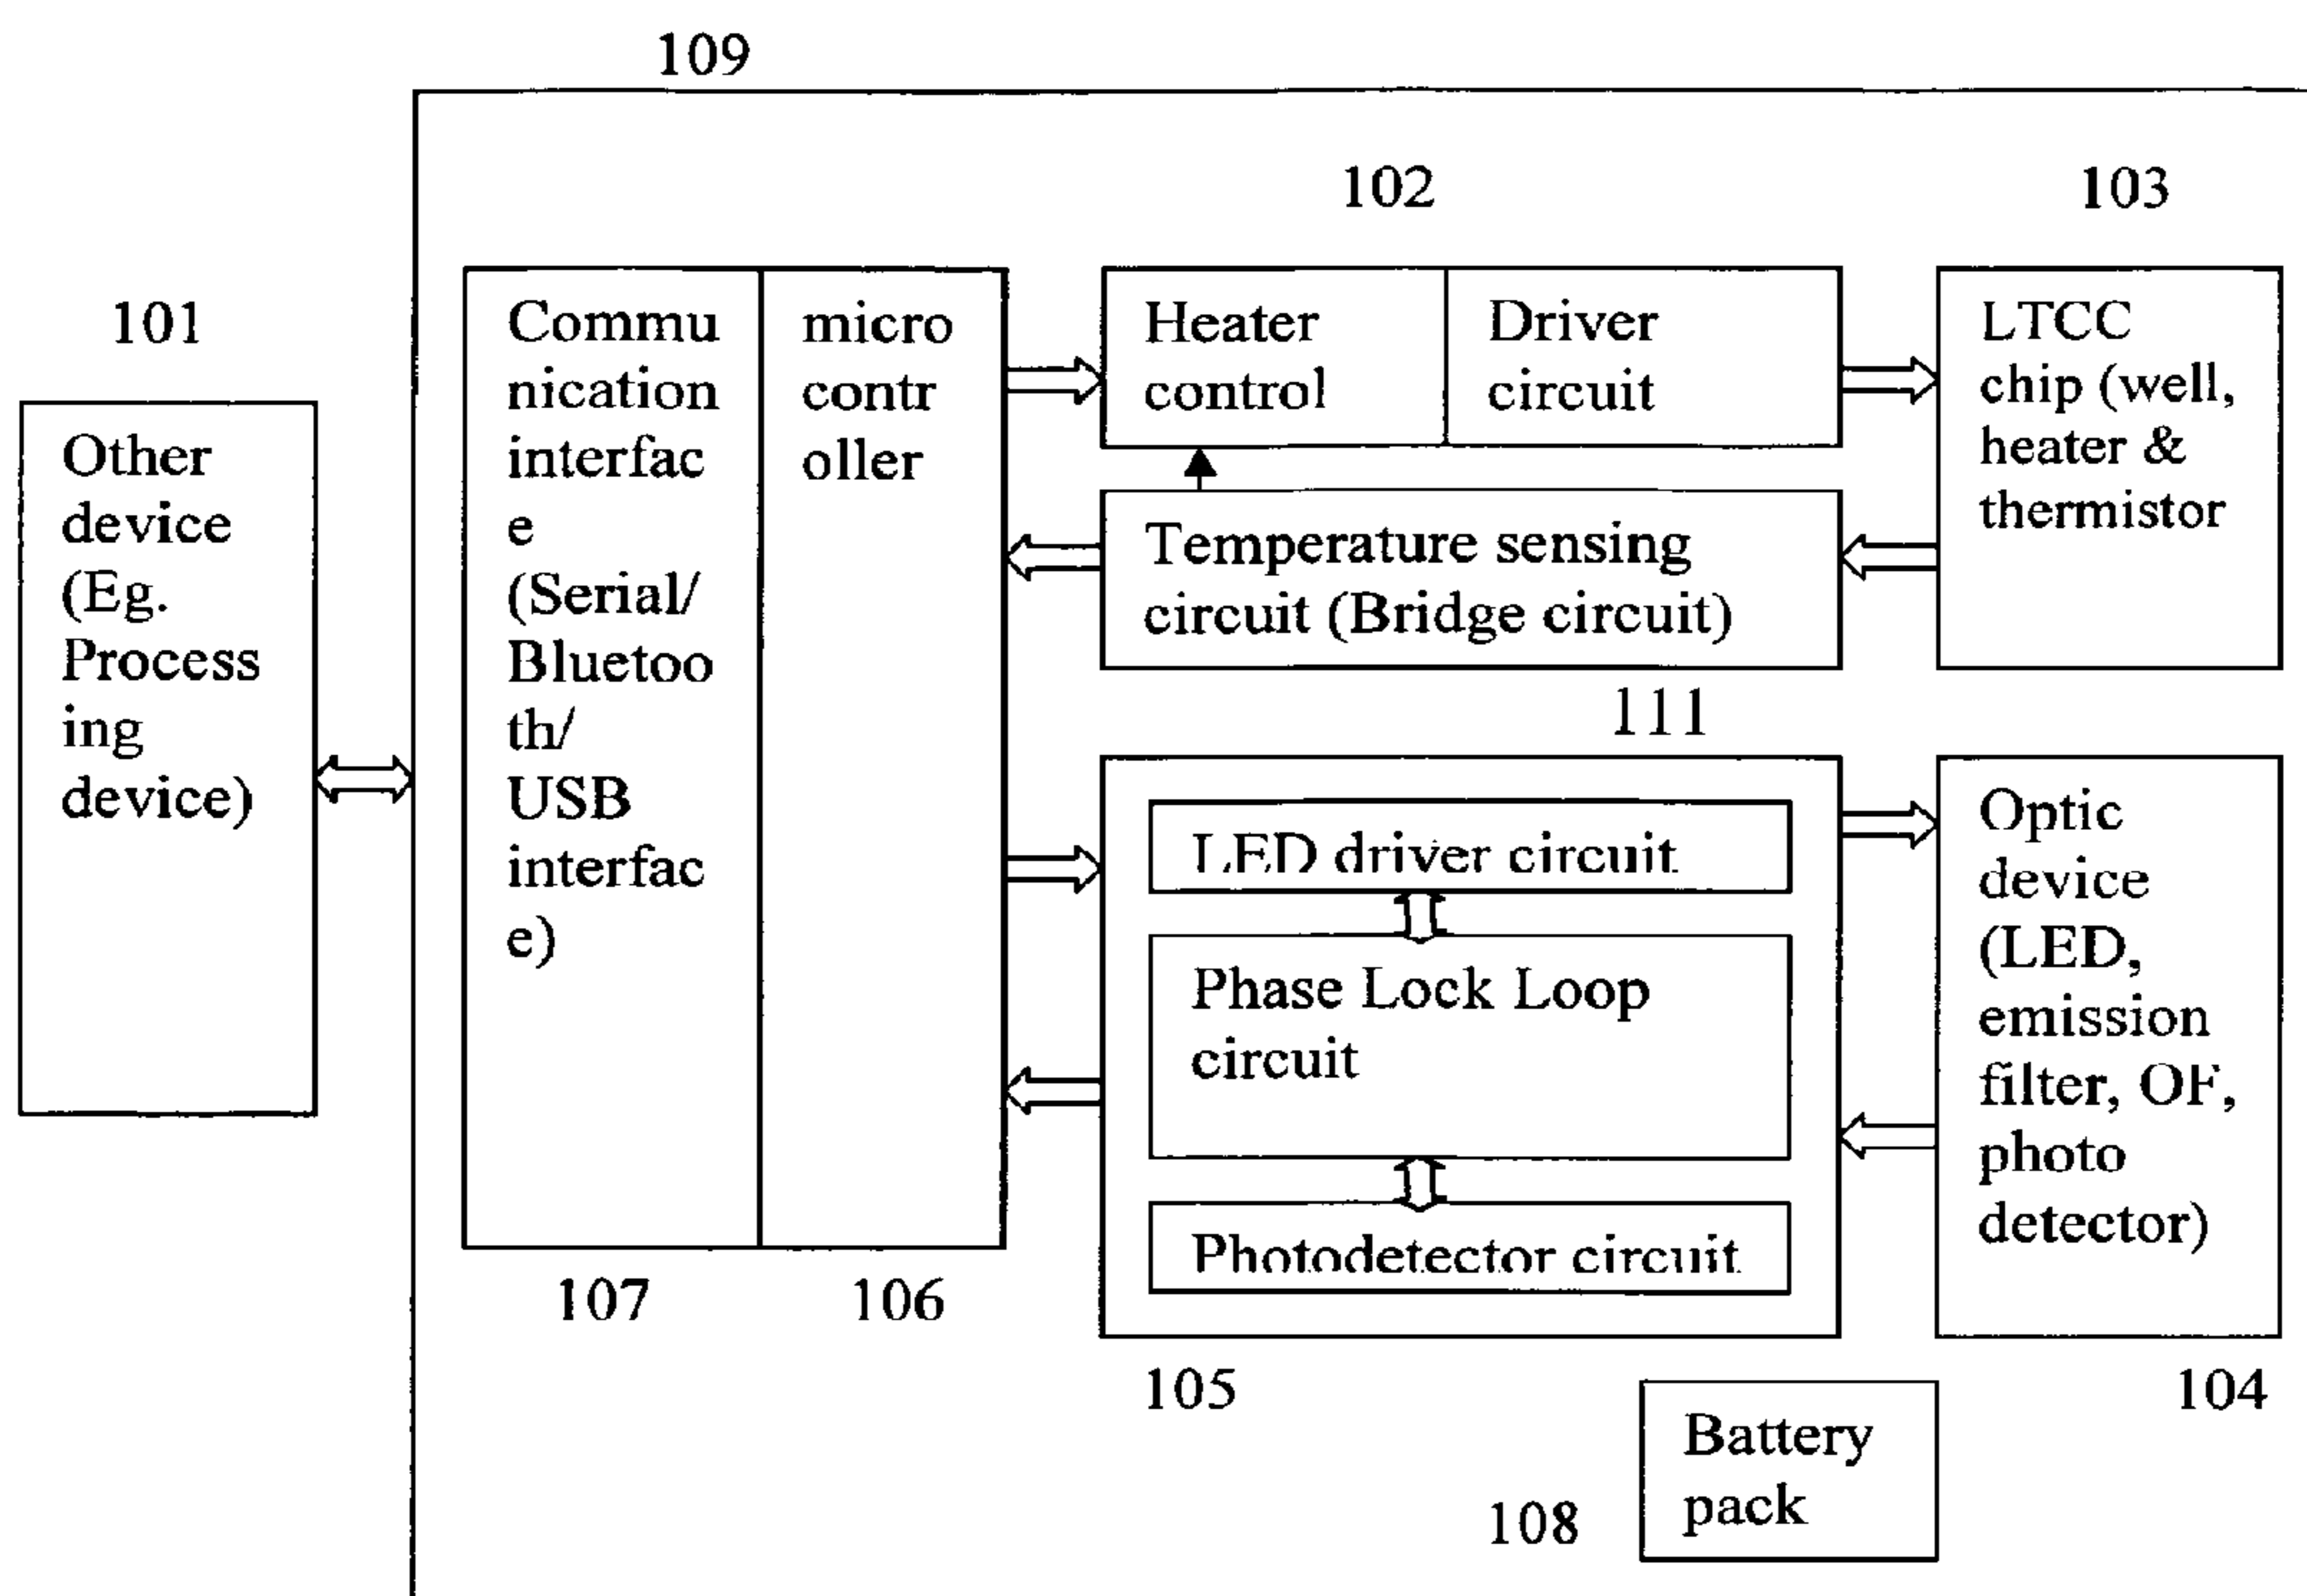 109
102
103
101
Commu
nication
interfac
e
(Serial/
Bluetoo
th/
USB
interfac
e)
micro
contr
oller
Heater
control
Driver
circuit
LTCC
chip (well,
heater &
thermistor
Other
device
(Eg.
Process
ing
device)
Temperature sensing
circuit (Bridge circuit)
111
LED driver circuit
Phase Lock Loop
circuit
Photodetector circuit
Optic
device
(LED,
emission
filter, OF,
photo
detector)
107
106
105
104
Battery
pack
108